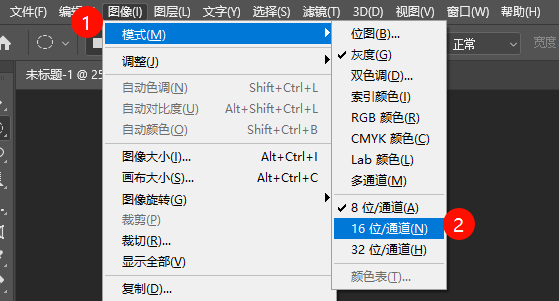 文件(F) 编辑 图像(I) 图层(L) 文字(Y) 选择(S) 滤镜(T) 3D(D) 视图(V) 窗口(W) 帮助(H)
1
正常
宽度
未标题-1 @ 25
模式(M)
调整(J)
自动色调(N) Shift+Ctrl+L
自动对比度(U) Alt+Shift+Ctrl+L
自动颜色(O) Shift+Ctrl+B
图像大小(I)... Alt+Ctrl+I
画布大小(S)... Alt+Ctrl+C
图像旋转(G)
裁剪(P)
裁切(R)...
显示全部(V)
复制(D)...
位图(B)...
灰度(G)
双色调(D)...
索引颜色(I)
RGB 颜色(R)
CMYK 颜色(C)
Lab 颜色(L)
多通道(M)
8 位/通道(A)
16 位/通道(N)
2
32 位/通道(H)
颜色表(T)...